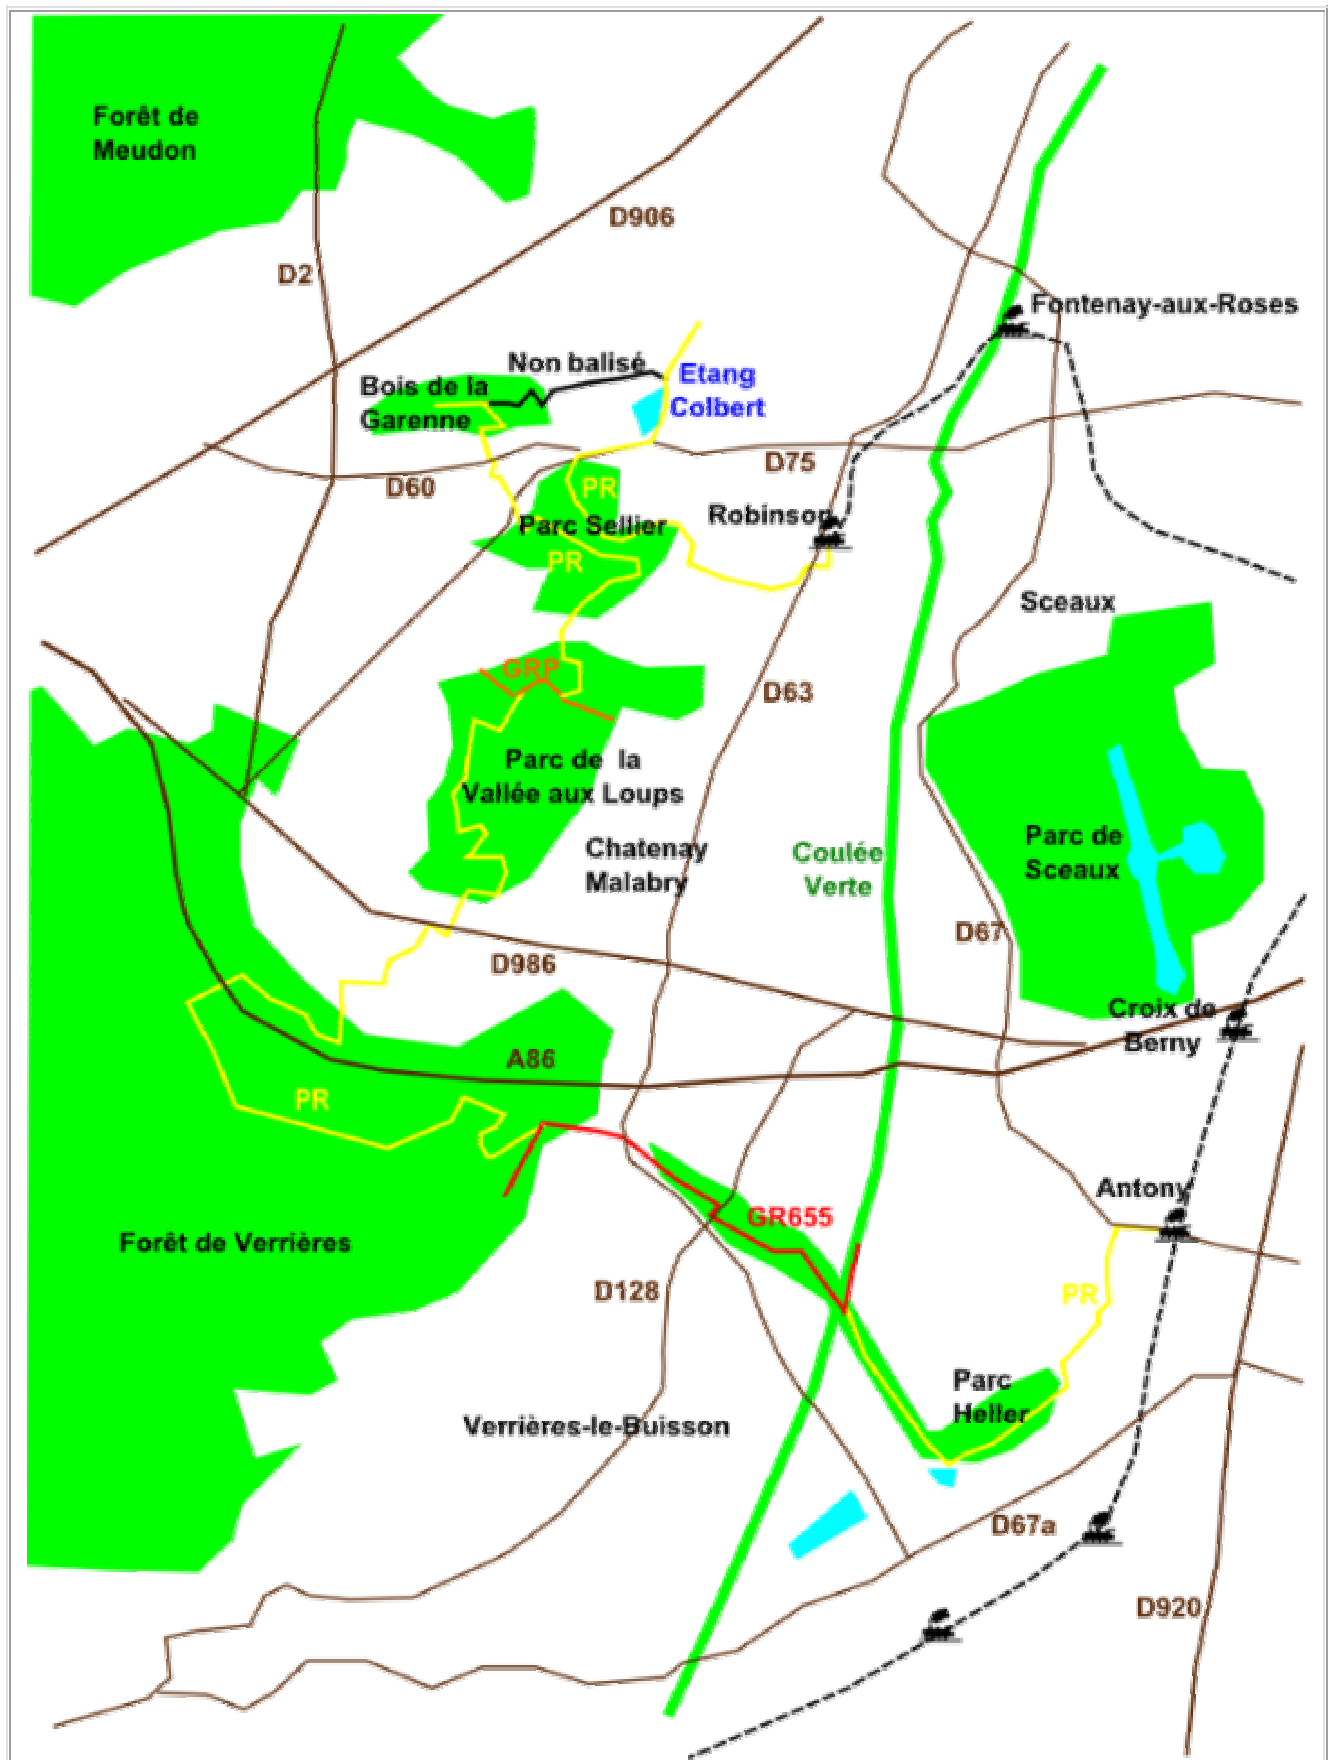 Forêt de
Meudon
D906
D2
Fontenay-aux-Roses
Non balisé
Etang
Colbert
Bois de la
Garenne
D75
D60
PR
Robinson
Parc Sellier
PR
Sceaux
GRP
D63
Parc de la
Vallée aux Loups
Chatenay
Malabry
Coulée
Verte
Parc de
Sceaux
D67
D986
Croix de
Berny
A86
PR
Antony
GR655
Forêt de Verrières
D128
PR
Parc
Heller
Verrières-le-Buisson
D67a
D920